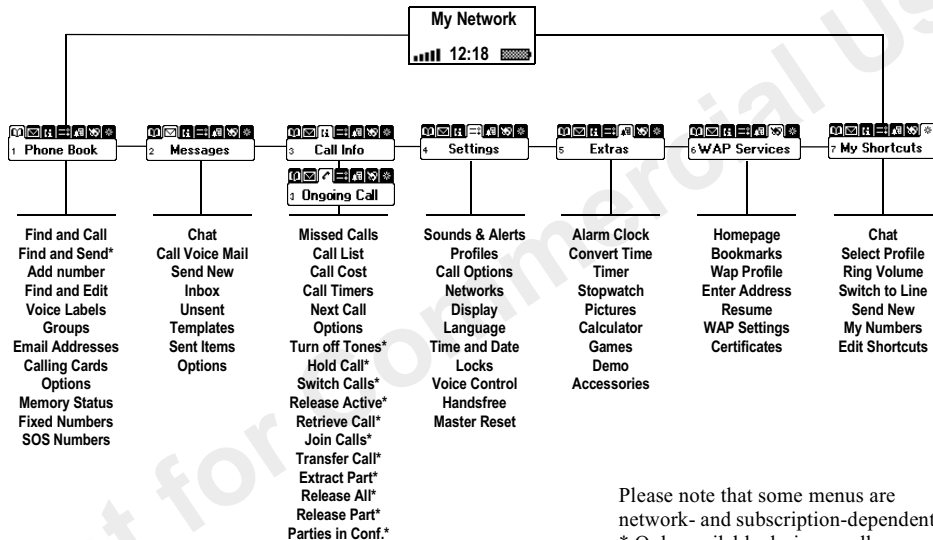 My Network
12:18
1 Phone Book
2 Messages
3 Call Info
4 Settings
5 Extras
6 WAP Services
7 My Shortcuts
3 Ongoing Call
Find and Call
Find and Send*
Add number
Find and Edit
Voice Labels
Groups
Email Addresses
Calling Cards
Options
Memory Status
Fixed Numbers
SOS Numbers
Chat
Call Voice Mail
Send New
Inbox
Unsent
Templates
Sent Items
Options
Missed Calls
Call List
Call Cost
Call Timers
Next Call
Options
Turn off Tones*
Hold Call*
Switch Calls*
Release Active*
Retrieve Call*
Join Calls*
Transfer Call*
Extract Part*
Release All*
Release Part*
Parties in Conf.*
Sounds & Alerts
Profiles
Call Options
Networks
Display
Language
Time and Date
Locks
Voice Control
Handsfree
Master Reset
Alarm Clock
Convert Time
Timer
Stopwatch
Pictures
Calculator
Games
Demo
Accessories
Homepage
Bookmarks
Wap Profile
Enter Address
Resume
WAP Settings
Certificates
Chat
Select Profile
Ring Volume
Switch to Line
Send New
My Numbers
Edit Shortcuts
Please note that some menus are
network- and subscription-dependent
for Commercial